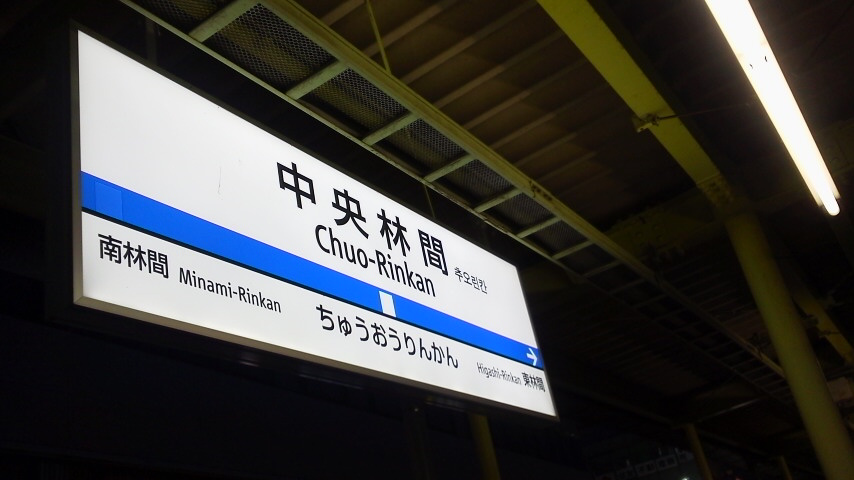 中央林間
Chuo-Rinkan 추오린칸
南林間 Minami-Rinkan
ちゅうおうりんかん
Higashi-Rinkan 東林間